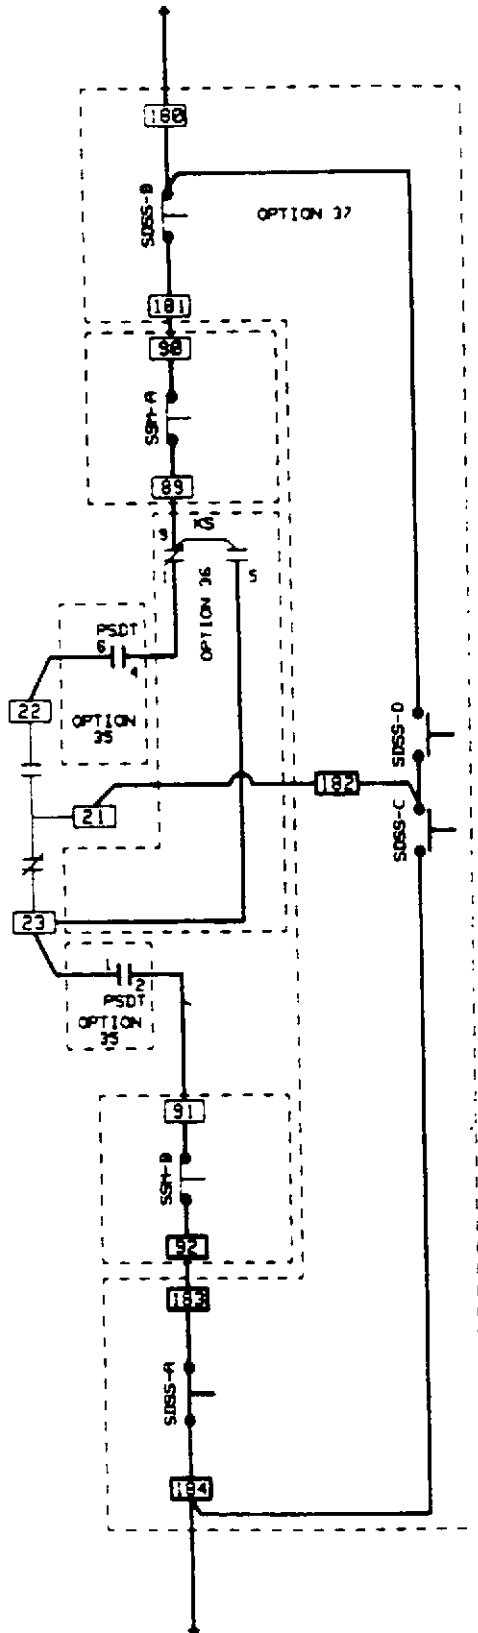 180
SDSS-B
OPTION 37
181
90
SSM-A
89
9
KS
1
5
OPTION 36
PSDT
6
4
OPTION
35
22
21
182
SDSS-D
SDSS-C
23
1
2
PSDT
OPTION
35
91
SSM-B
92
183
SDSS-A
184